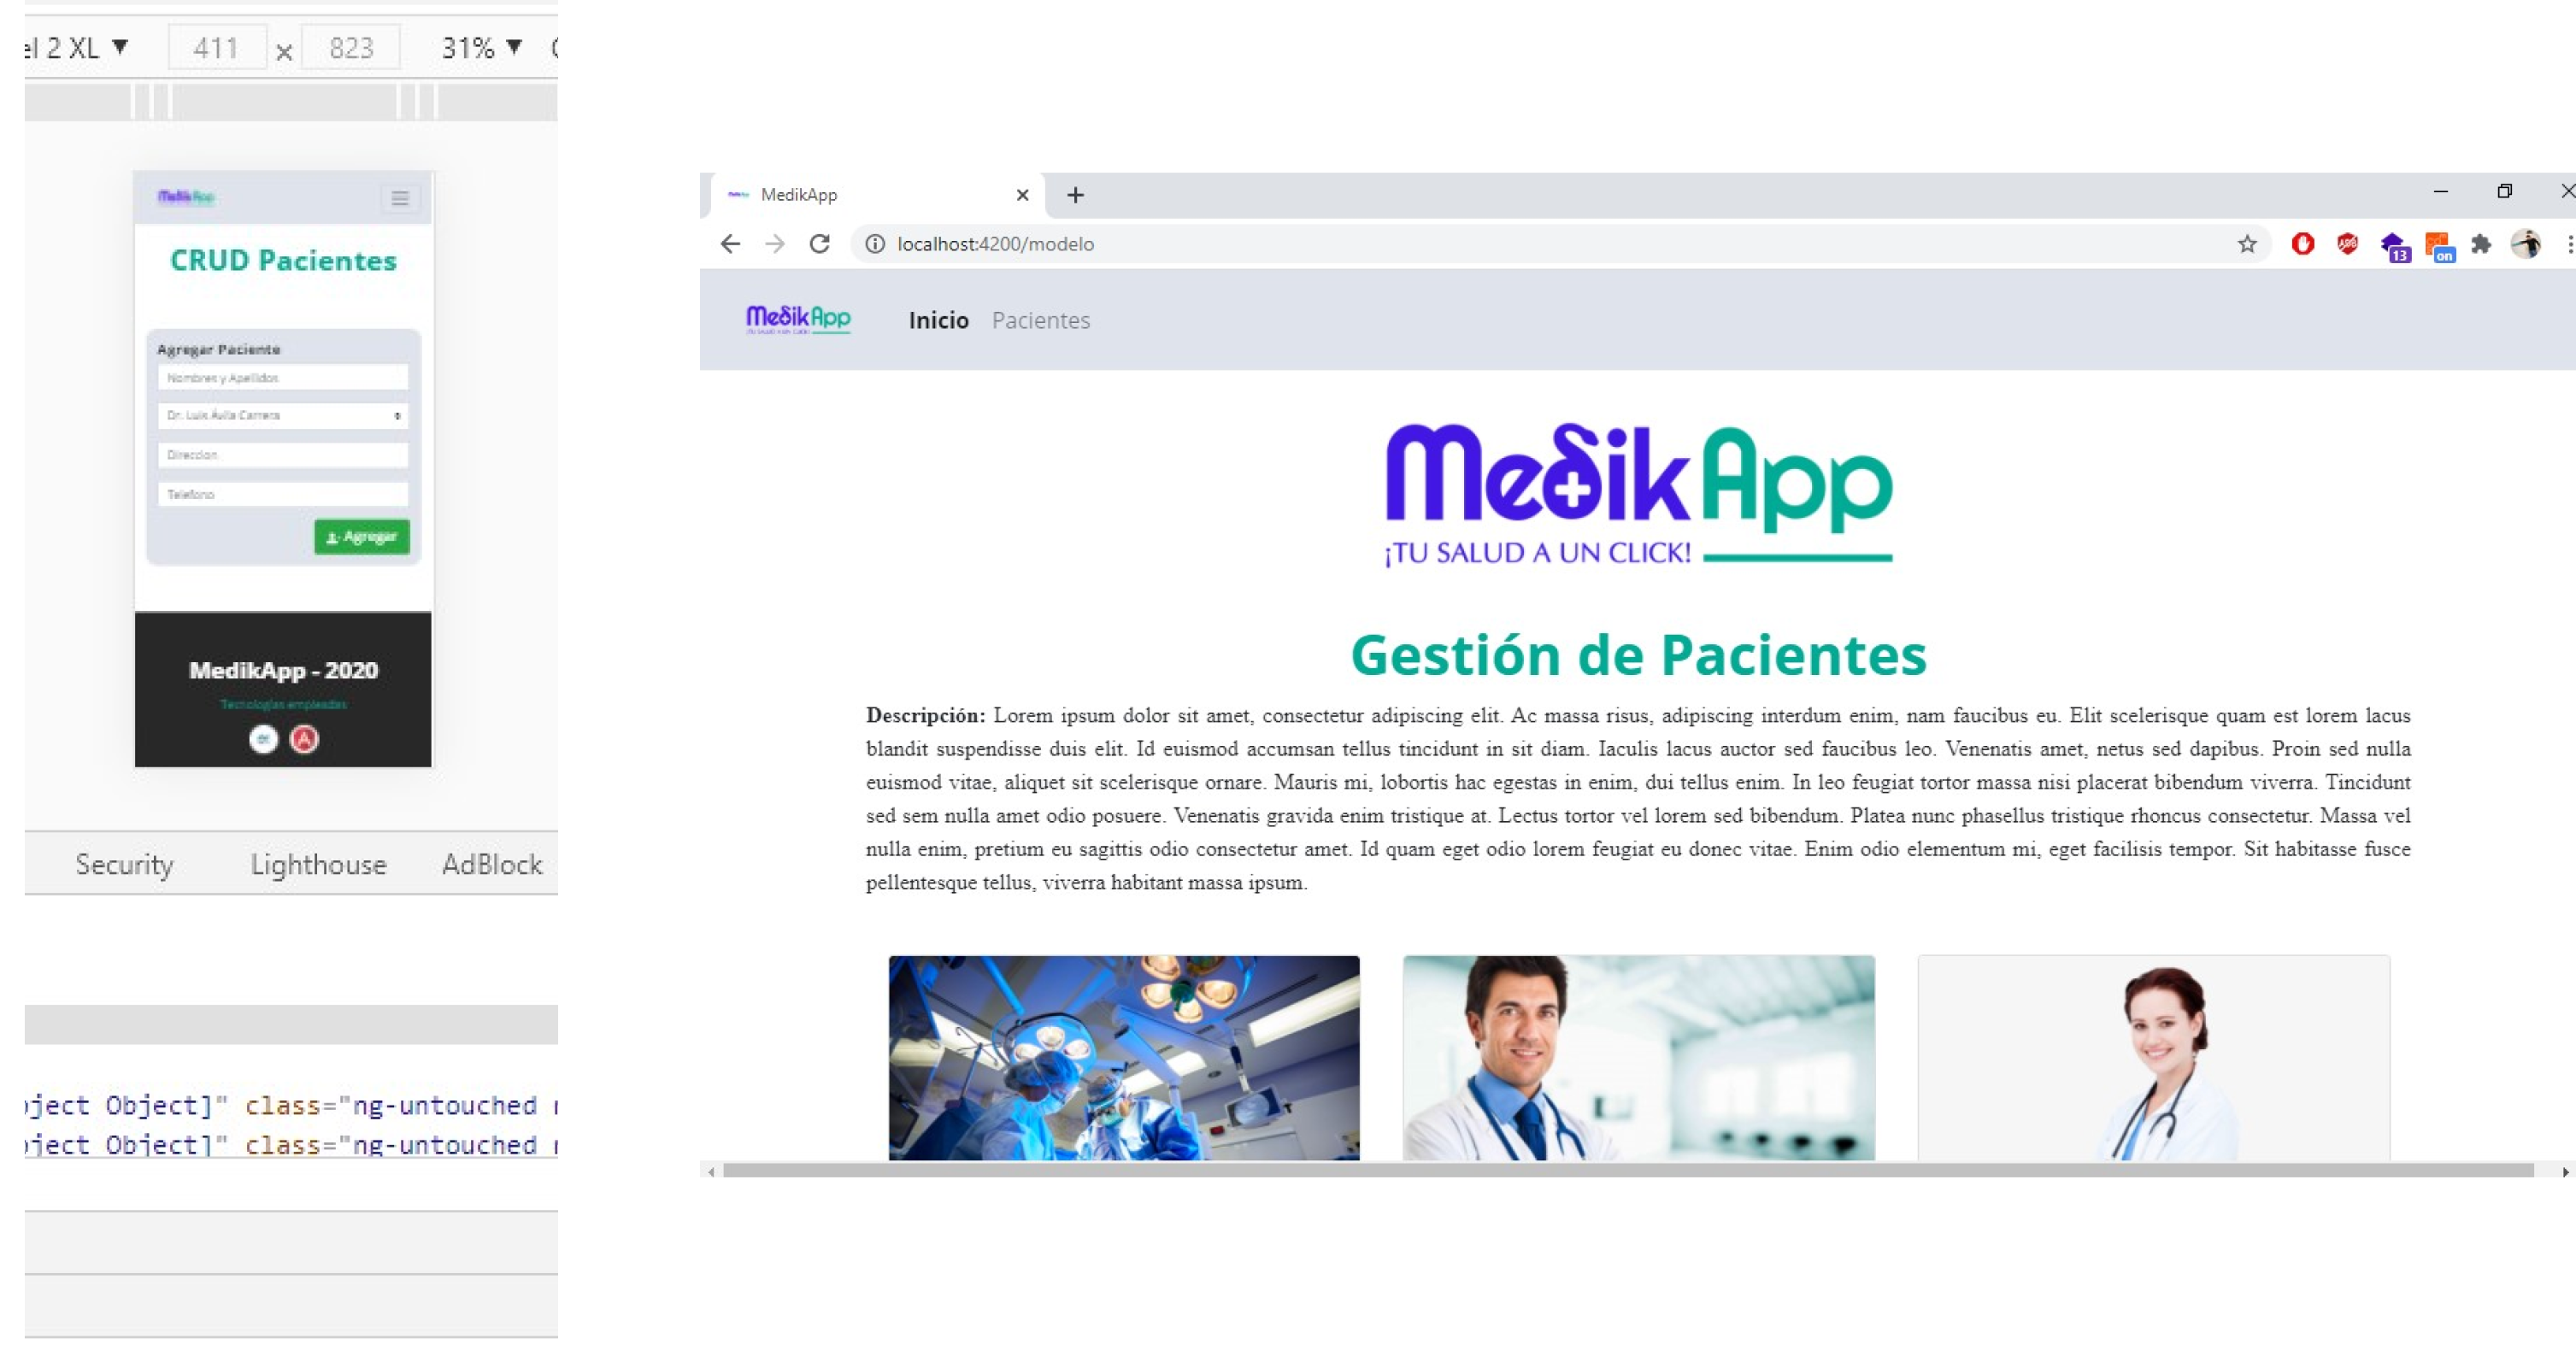 el 2 XL ▼ 411 x 823 31% ▼
MedikApp
CRUD Pacientes
Agregar Paciente
Nombres y Apellidos
Dr. Luis Ávila Carrera
Direccion
Telefono
Agregar
MedikApp - 2020
Tecnologías empleadas
Security Lighthouse AdBlock
ject Object]" class="ng-untouched
ject Object]" class="ng-untouched
MedikApp
localhost:4200/modelo
13
on
MedikApp Inicio Pacientes
MedikApp
¡TU SALUD A UN CLICK!
Gestión de Pacientes
Descripción: Lorem ipsum dolor sit amet, consectetur adipiscing elit. Ac massa risus, adipiscing interdum enim, nam faucibus eu. Elit scelerisque quam est lorem lacus
blandit suspendisse duis elit. Id euismod accumsan tellus tincidunt in sit diam. Iaculis lacus auctor sed faucibus leo. Venenatis amet, netus sed dapibus. Proin sed nulla
euismod vitae, aliquet sit scelerisque ornare. Mauris mi, lobortis hac egestas in enim, dui tellus enim. In leo feugiat tortor massa nisi placerat bibendum viverra. Tincidunt
sed sem nulla amet odio posuere. Venenatis gravida enim tristique at. Lectus tortor vel lorem sed bibendum. Platea nunc phasellus tristique rhoncus consectetur. Massa vel
nulla enim, pretium eu sagittis odio consectetur amet. Id quam eget odio lorem feugiat eu donec vitae. Enim odio elementum mi, eget facilisis tempor. Sit habitasse fusce
pellentesque tellus, viverra habitant massa ipsum.